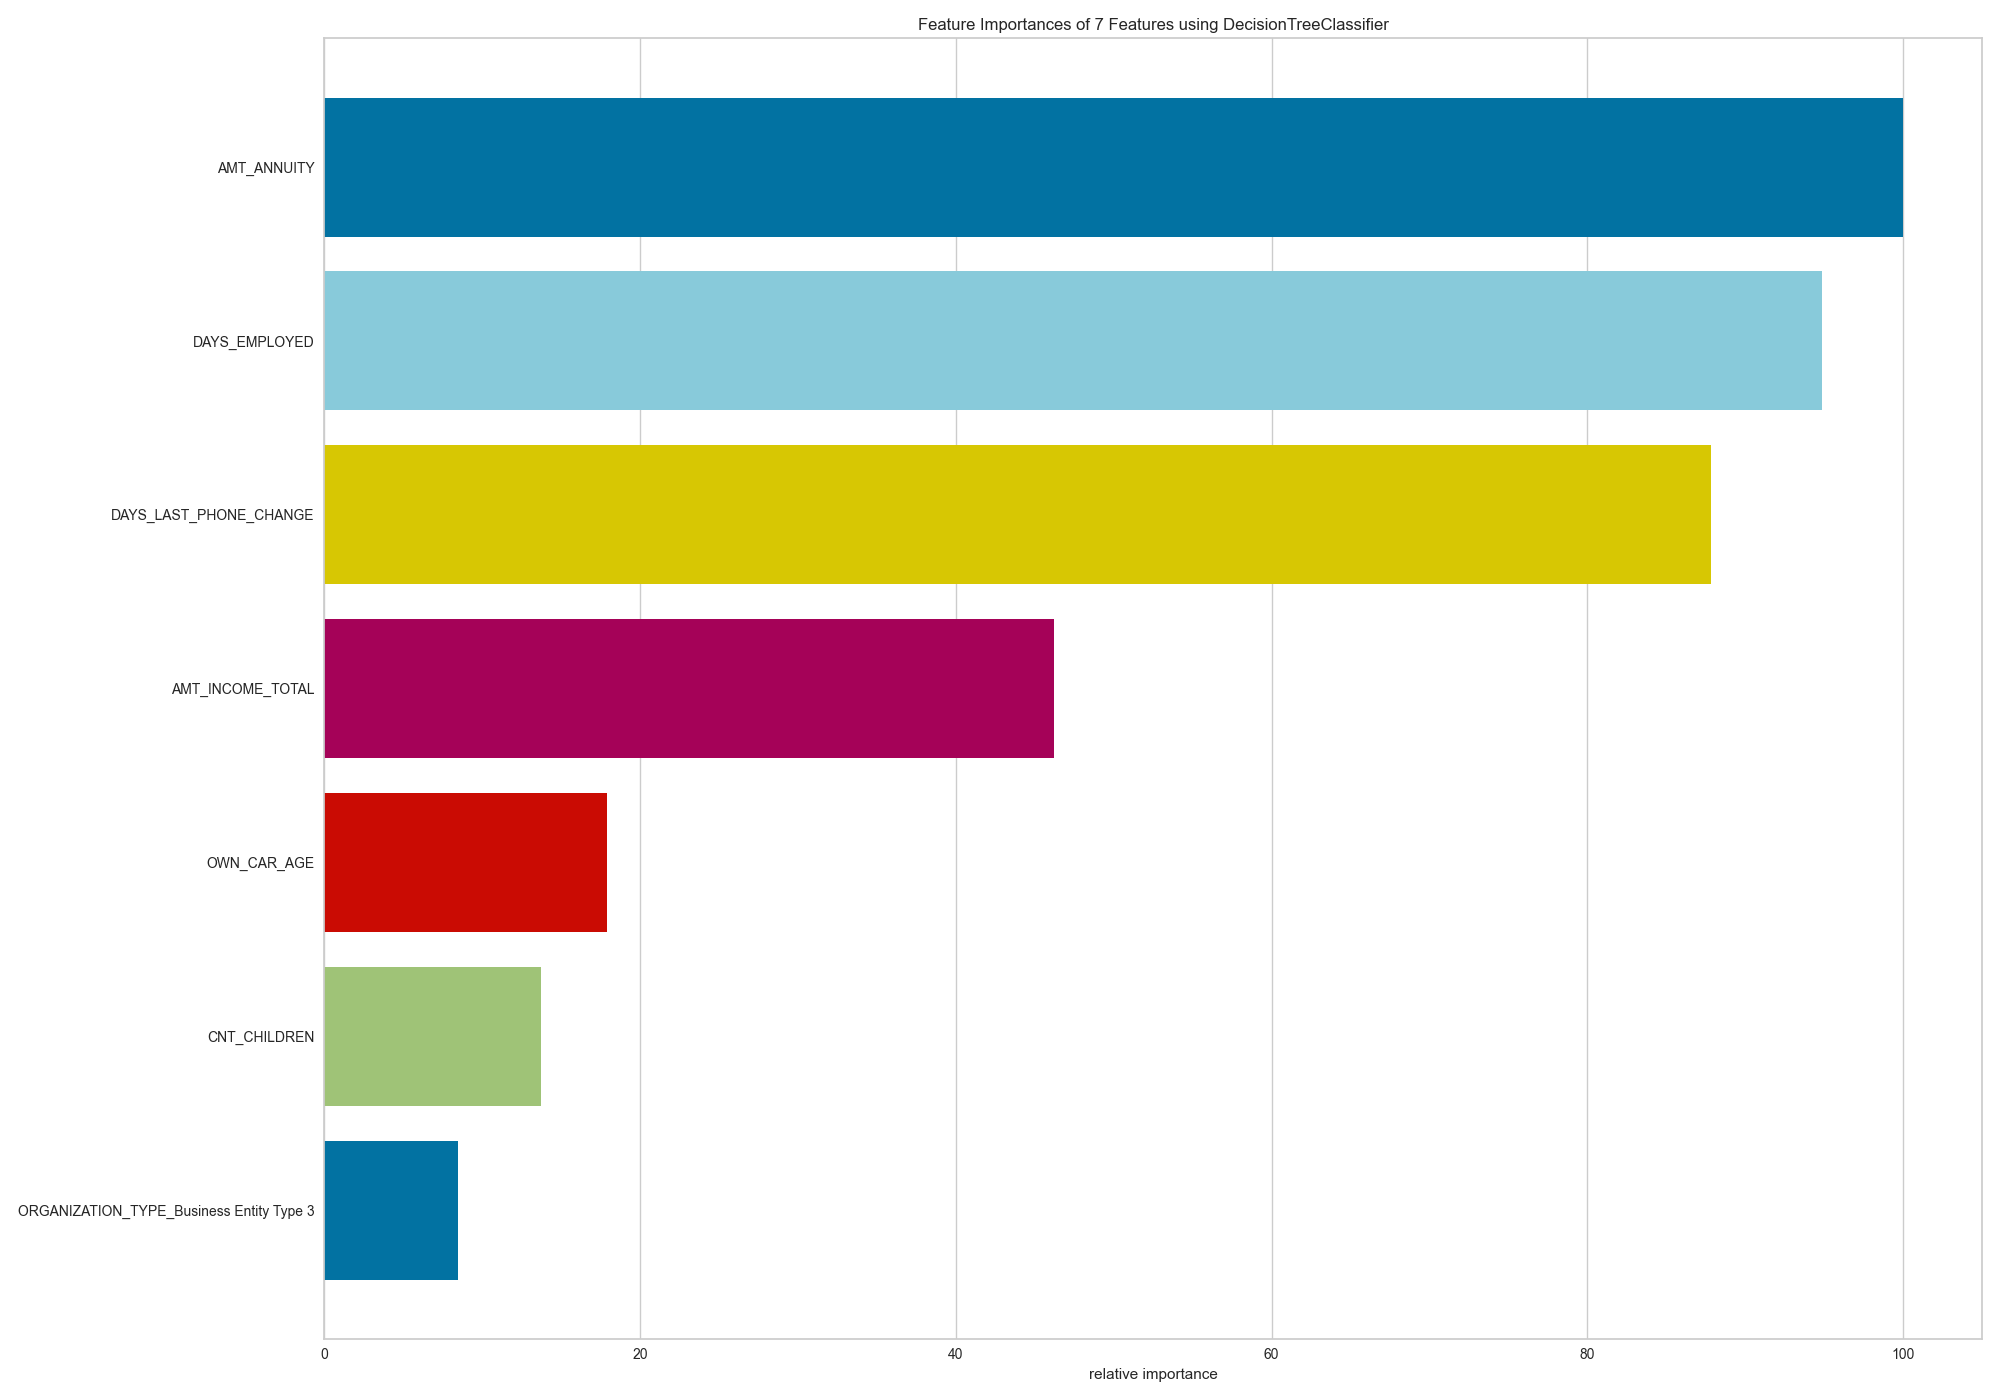 Feature Importances of 7 Features using DecisionTreeClassifier
AMT_ANNUITY
DAYS_EMPLOYED
DAYS_LAST_PHONE_CHANGE
AMT_INCOME_TOTAL
OWN_CAR_AGE
CNT_CHILDREN
ORGANIZATION_TYPE_Business Entity Type 3
0 20 40 60 80 100
relative importance